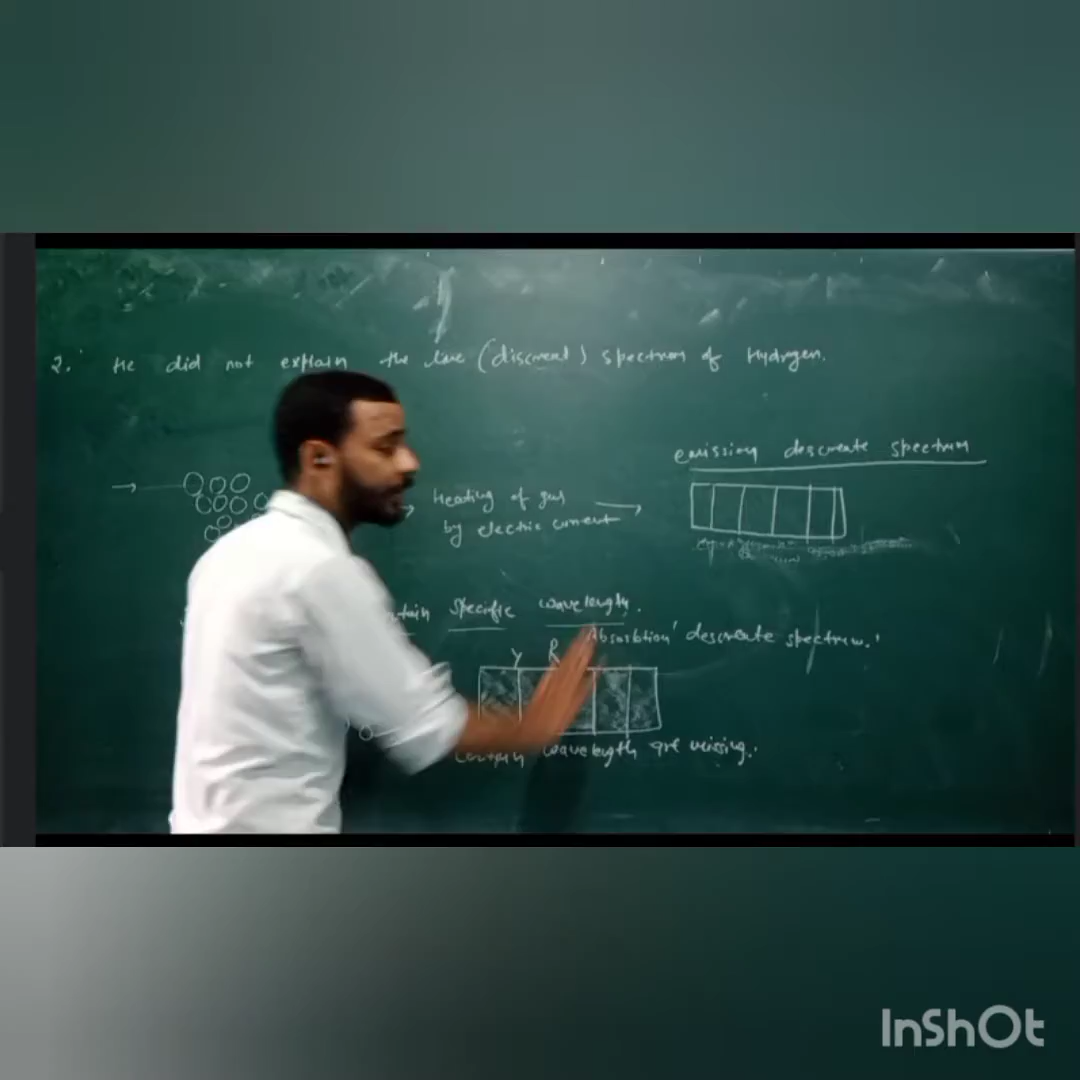 2. He did not explain the line (discreat) spectrum of Hydrogen.
emission descreate spectrum
Heating of gas
by electric current
specific wavelength.
Absorbtion descreate spectrum.
Y R
wavelength are missing.
InShOt